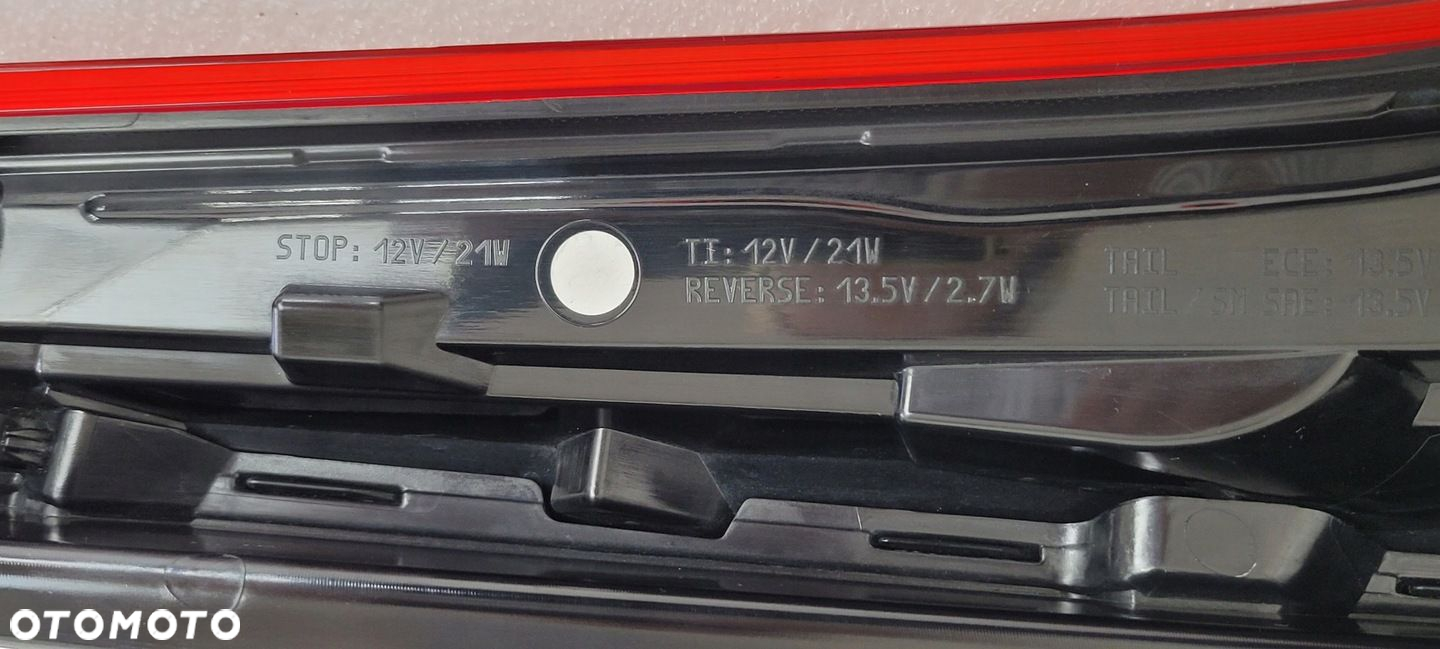 STOP: 12V/21W
T.I: 12V/21W
REVERSE: 13.5V/2.7W
TAIL ECE: 13.5V
TAIL/SM SAE: 13.5V
OTOMOTO